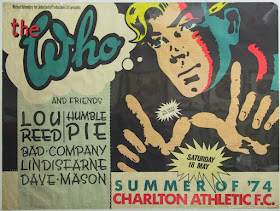 the
Who
AND FRIENDS
LOU REED
HUMBLE PIE
BAD·COMPANY
LINDISFARNE
DAVE·MASON
SATURDAY
18 MAY
SUMMER OF '74
CHARLTON ATHLETIC F.C.